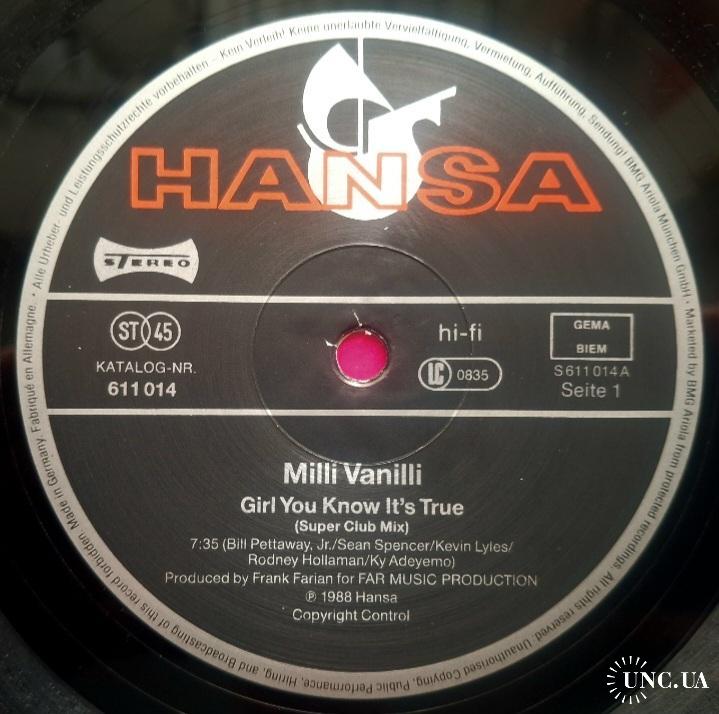 Alle Urheber- und Leistungsschutzrechte vorbehalten – Kein Verleih! Keine unerlaubte Vervielfältigung, Vermietung, Aufführung, Sendung! BMG Ariola München GmbH • Marketed by BMG Ariola from protected recordings. All rights reserved. Unauthorised Copying, Public Performance, Hiring, and Broadcasting of this record forbidden. Made in Germany. Fabriqué en Allemagne. •
HANSA
STEREO
ST 45
hi-fi
GEMA
BIEM
KATALOG-NR.
611 014
LC 0835
S 611 014 A
Seite 1
Milli Vanilli
Girl You Know It's True
(Super Club Mix)
7:35 (Bill Pettaway, Jr./Sean Spencer/Kevin Lyles/
Rodney Hollaman/Ky Adeyemo)
Produced by Frank Farian for FAR MUSIC PRODUCTION
℗ 1988 Hansa
Copyright Control
UNC.UA